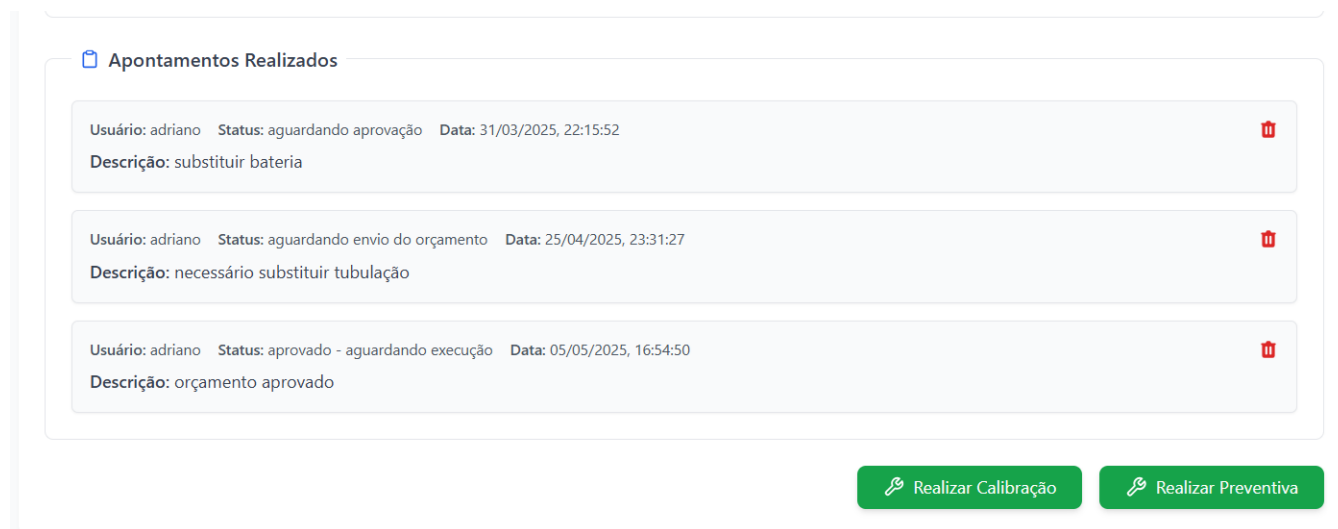 Apontamentos Realizados
Usuário: adriano Status: aguardando aprovação Data: 31/03/2025, 22:15:52
Descrição: substituir bateria
Usuário: adriano Status: aguardando envio do orçamento Data: 25/04/2025, 23:31:27
Descrição: necessário substituir tubulação
Usuário: adriano Status: aprovado - aguardando execução Data: 05/05/2025, 16:54:50
Descrição: orçamento aprovado
Realizar Calibração Realizar Preventiva